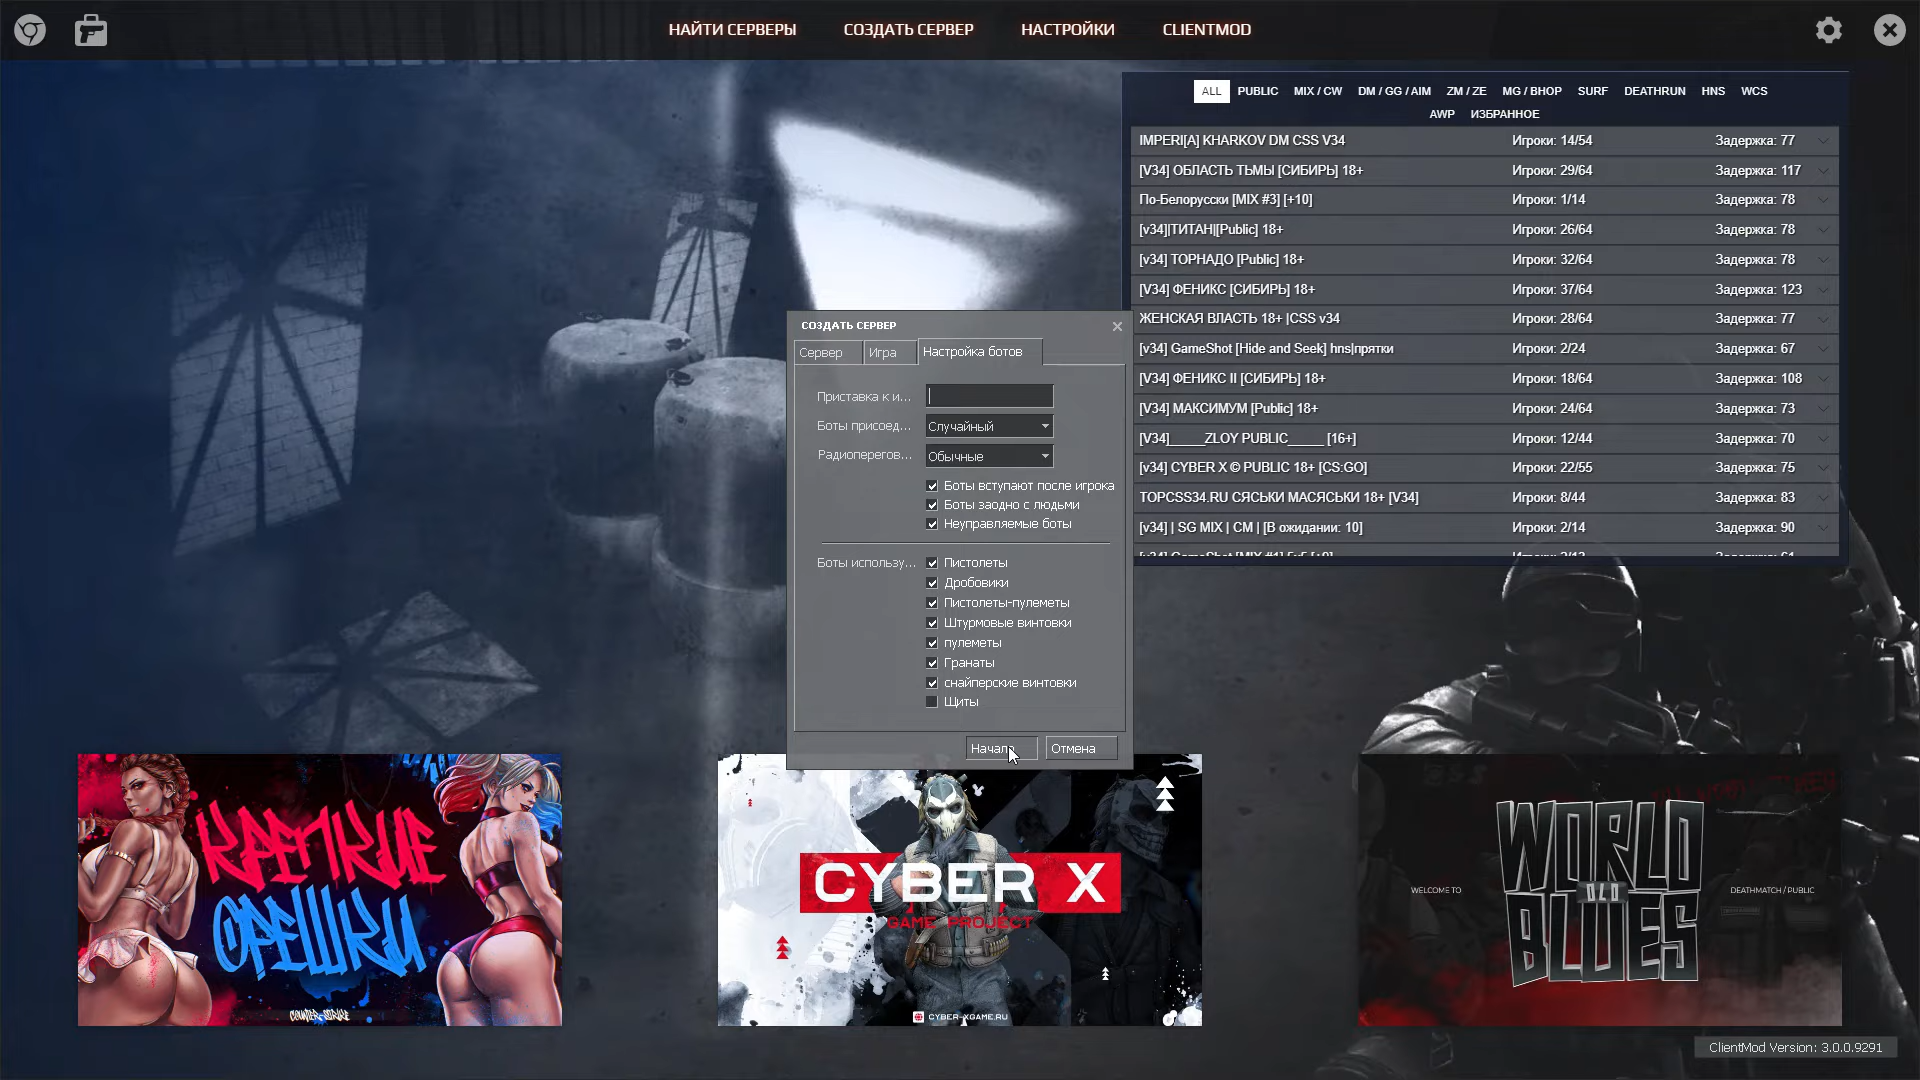 НАЙТИ СЕРВЕРЫ СОЗДАТЬ СЕРВЕР НАСТРОЙКИ CLIENTMOD
ALL PUBLIC MIX / CW DM / GG / AIM ZM / ZE MG / BHOP SURF DEATHRUN HNS WCS
AWP ИЗБРАННОЕ
IMPERI[A] KHARKOV DM CSS V34 Игроки: 14/54 Задержка: 77
[V34] ОБЛАСТЬ ТЬМЫ [СИБИРЬ] 18+ Игроки: 29/64 Задержка: 117
По-Белорусски [MIX #3] [+10] Игроки: 1/14 Задержка: 78
[v34]|ТИТАН|[Public] 18+ Игроки: 26/64 Задержка: 78
[v34] ТОРНАДО [Public] 18+ Игроки: 32/64 Задержка: 78
[V34] ФЕНИКС [СИБИРЬ] 18+ Игроки: 37/64 Задержка: 123
ЖЕНСКАЯ ВЛАСТЬ 18+ |CSS v34 Игроки: 28/64 Задержка: 77
[v34] GameShot [Hide and Seek] hns|прятки Игроки: 2/24 Задержка: 67
[V34] ФЕНИКС II [СИБИРЬ] 18+ Игроки: 18/64 Задержка: 108
[V34] МАКСИМУМ [Public] 18+ Игроки: 24/64 Задержка: 73
[V34]_____ZLOY PUBLIC_____ [16+] Игроки: 12/44 Задержка: 70
[v34] CYBER X © PUBLIC 18+ [CS:GO] Игроки: 22/55 Задержка: 75
TOPCSS34.RU СЯСЬКИ МАСЯСЬКИ 18+ [V34] Игроки: 8/44 Задержка: 83
[v34] | SG MIX | CM | [В ожидании: 10] Игроки: 2/14 Задержка: 90
СОЗДАТЬ СЕРВЕР
Сервер Игра Настройка ботов
Приставка к и...
Боты присоед... Случайный
Радиоперегов... Обычные
Боты вступают после игрока
Боты заодно с людьми
Неуправляемые боты
Боты использу... Пистолеты
Дробовики
Пистолеты-пулеметы
Штурмовые винтовки
пулеметы
Гранаты
снайперские винтовки
Щиты
Начало Отмена
КРЕПКИЕ
ОРЕШКИ
COUNTER-STRIKE
CYBER X
GAME PROJECT
CYBER-XGAME.RU
WELCOME TO
WORLD
OLD
BLUES
DEATHMATCH / PUBLIC
ClientMod Version: 3.0.0.9291